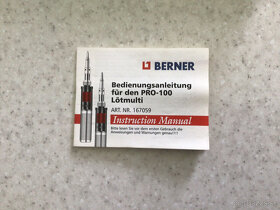 BERNER
Bedienungsanleitung
für den PRO-100
Lötmulti
ART. NR. 167059
Instruction Manual
Bitte lesen Sie vor dem ersten Gebrauch die
Anweisungen und Warnungen genau!!!!